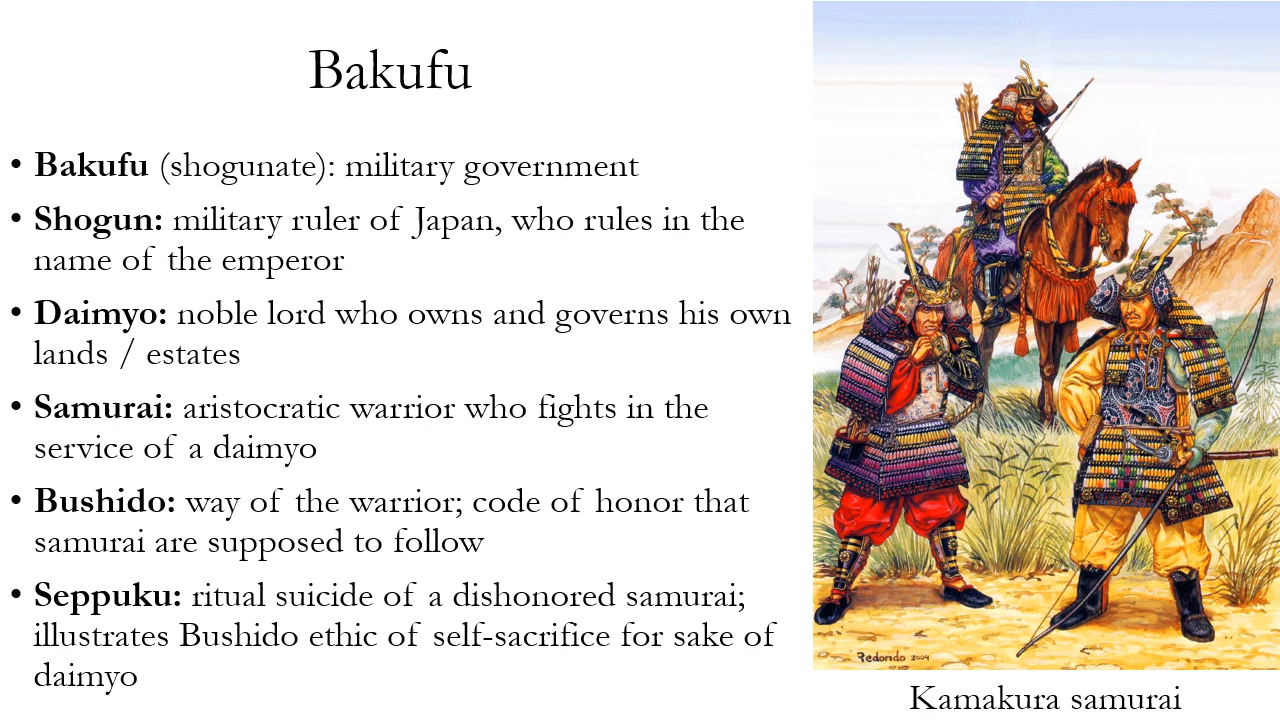 Bakufu
• Bakufu (shogunate): military government
• Shogun: military ruler of Japan, who rules in the
name of the emperor
• Daimyo: noble lord who owns and governs his own
lands / estates
• Samurai: aristocratic warrior who fights in the
service of a daimyo
• Bushido: way of the warrior; code of honor that
samurai are supposed to follow
• Seppuku: ritual suicide of a dishonored samurai;
illustrates Bushido ethic of self-sacrifice for sake of
daimyo
Redondo 2004
Kamakura samurai